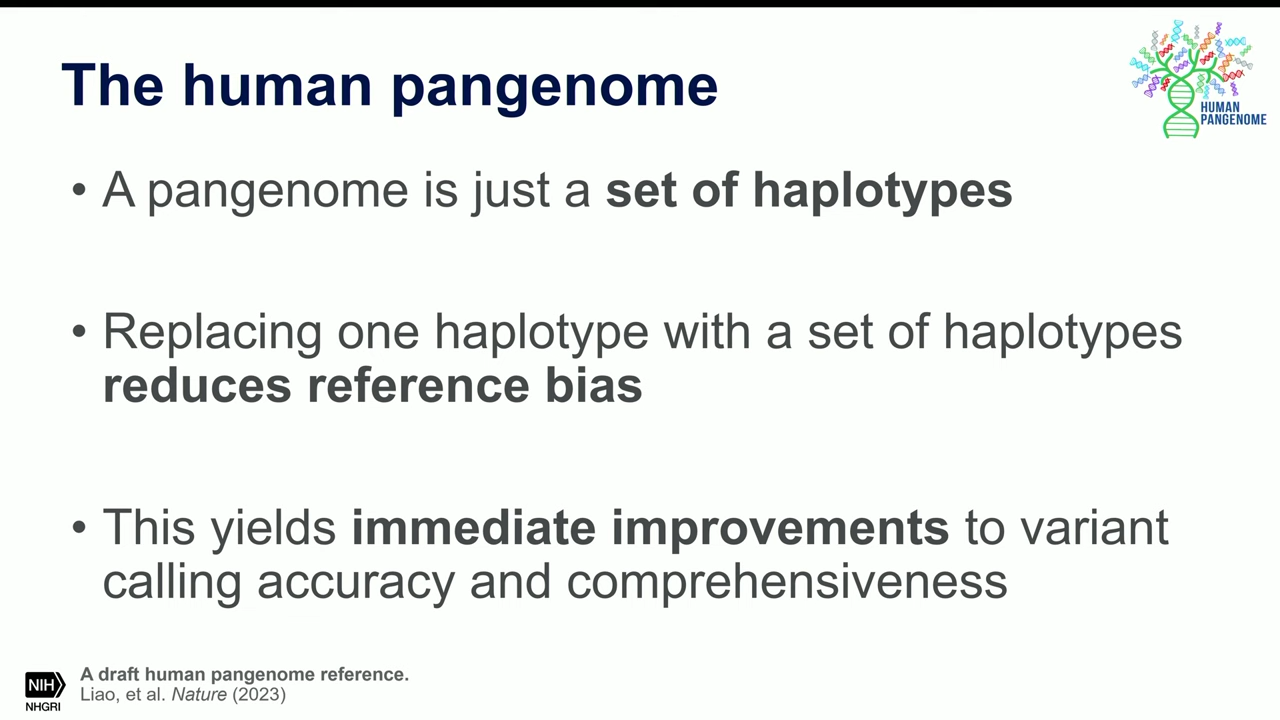 The human pangenome
HUMAN
PANGENOME
• A pangenome is just a set of haplotypes
• Replacing one haplotype with a set of haplotypes
reduces reference bias
• This yields immediate improvements to variant
calling accuracy and comprehensiveness
A draft human pangenome reference.
Liao, et al. Nature (2023)
NIH
NHGRI